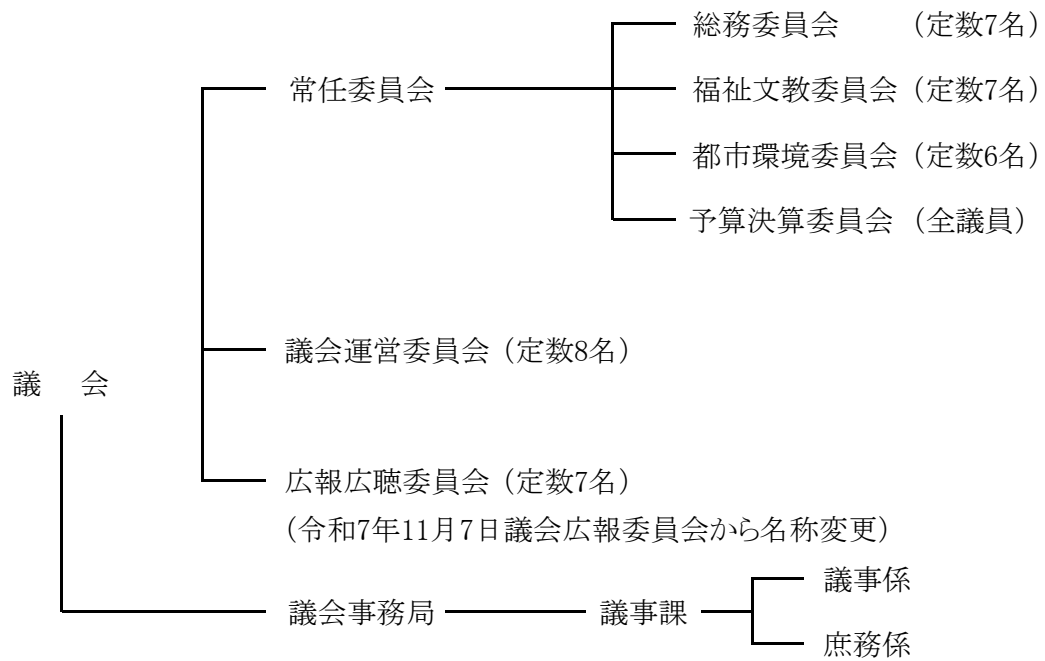 総務委員会　　（定数7名）
常任委員会　福祉文教委員会（定数7名）
都市環境委員会（定数6名）
予算決算委員会（全議員）
議会運営委員会（定数8名）
議　会
広報広聴委員会（定数7名）
（令和7年11月7日議会広報委員会から名称変更）
議事係
議会事務局　議事課
庶務係